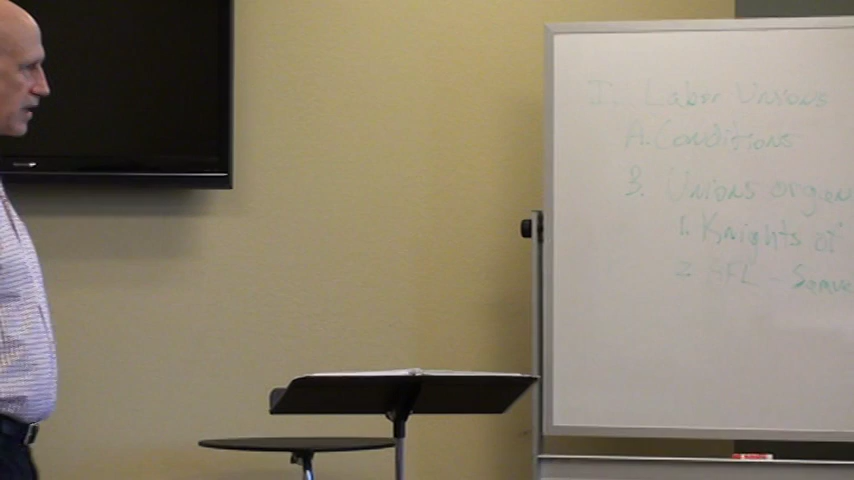 I. Labor Unions
A. Conditions
B. Unions organ
1. Knights of
2. AFL - Samue